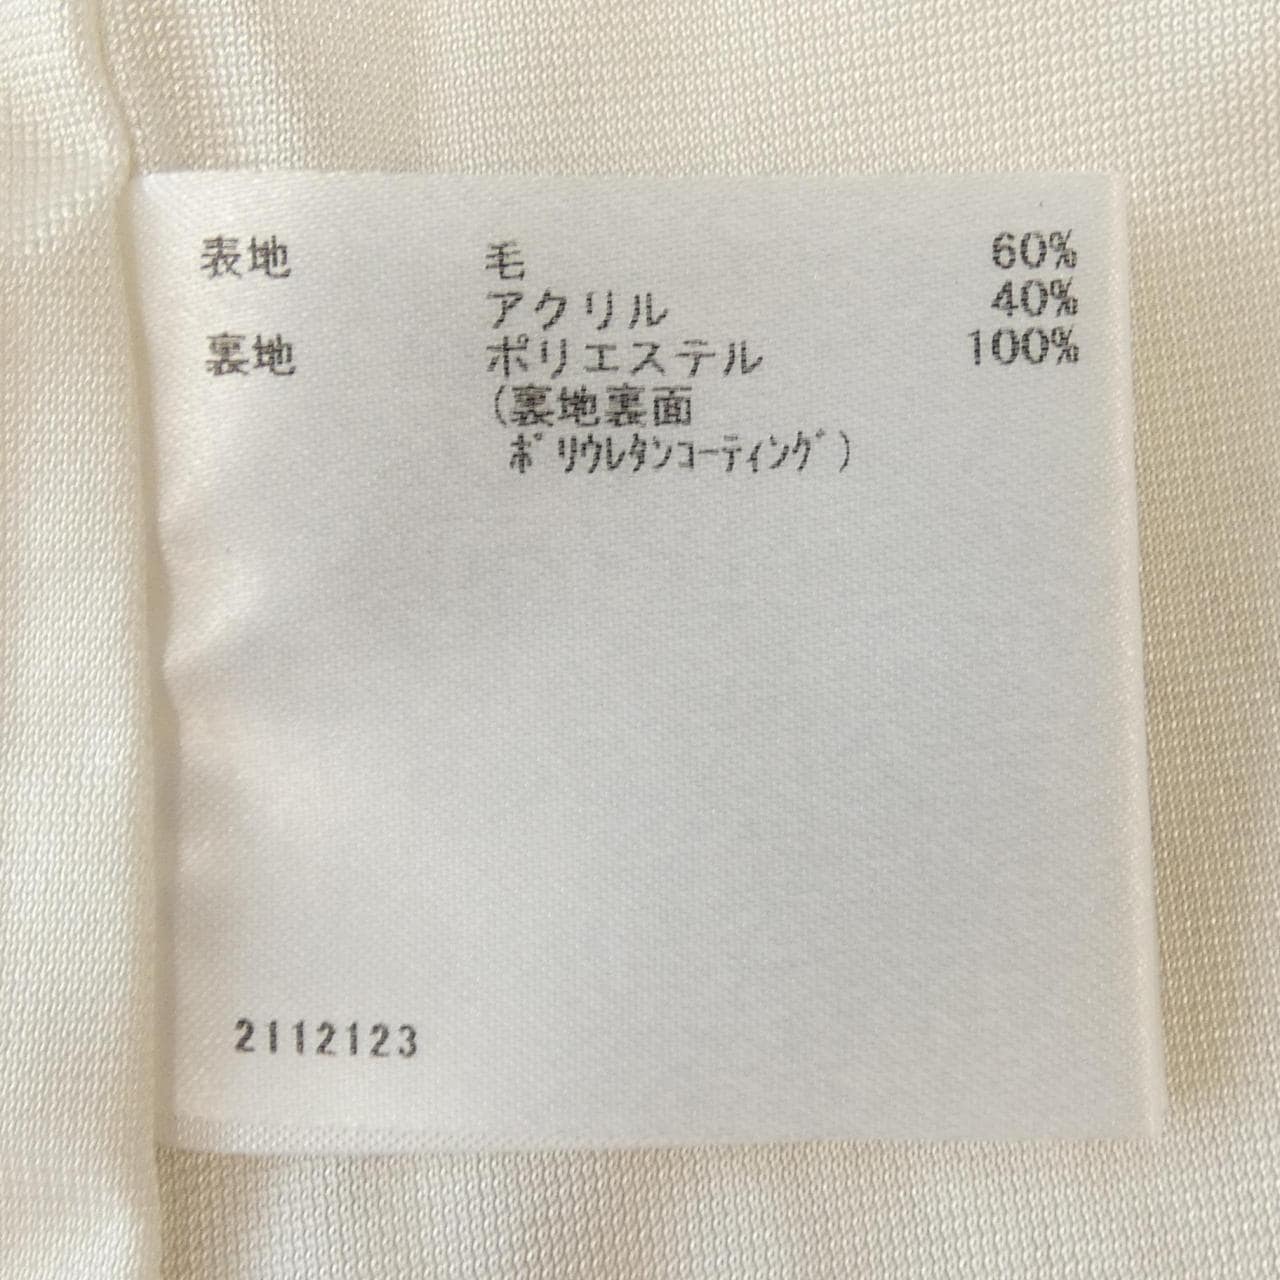 表地 毛 60%
アクリル 40%
裏地 ポリエステル 100%
(裏地裏面
ﾎﾟﾘｳﾚﾀﾝｺｰﾃｨﾝｸﾞ)
2112123